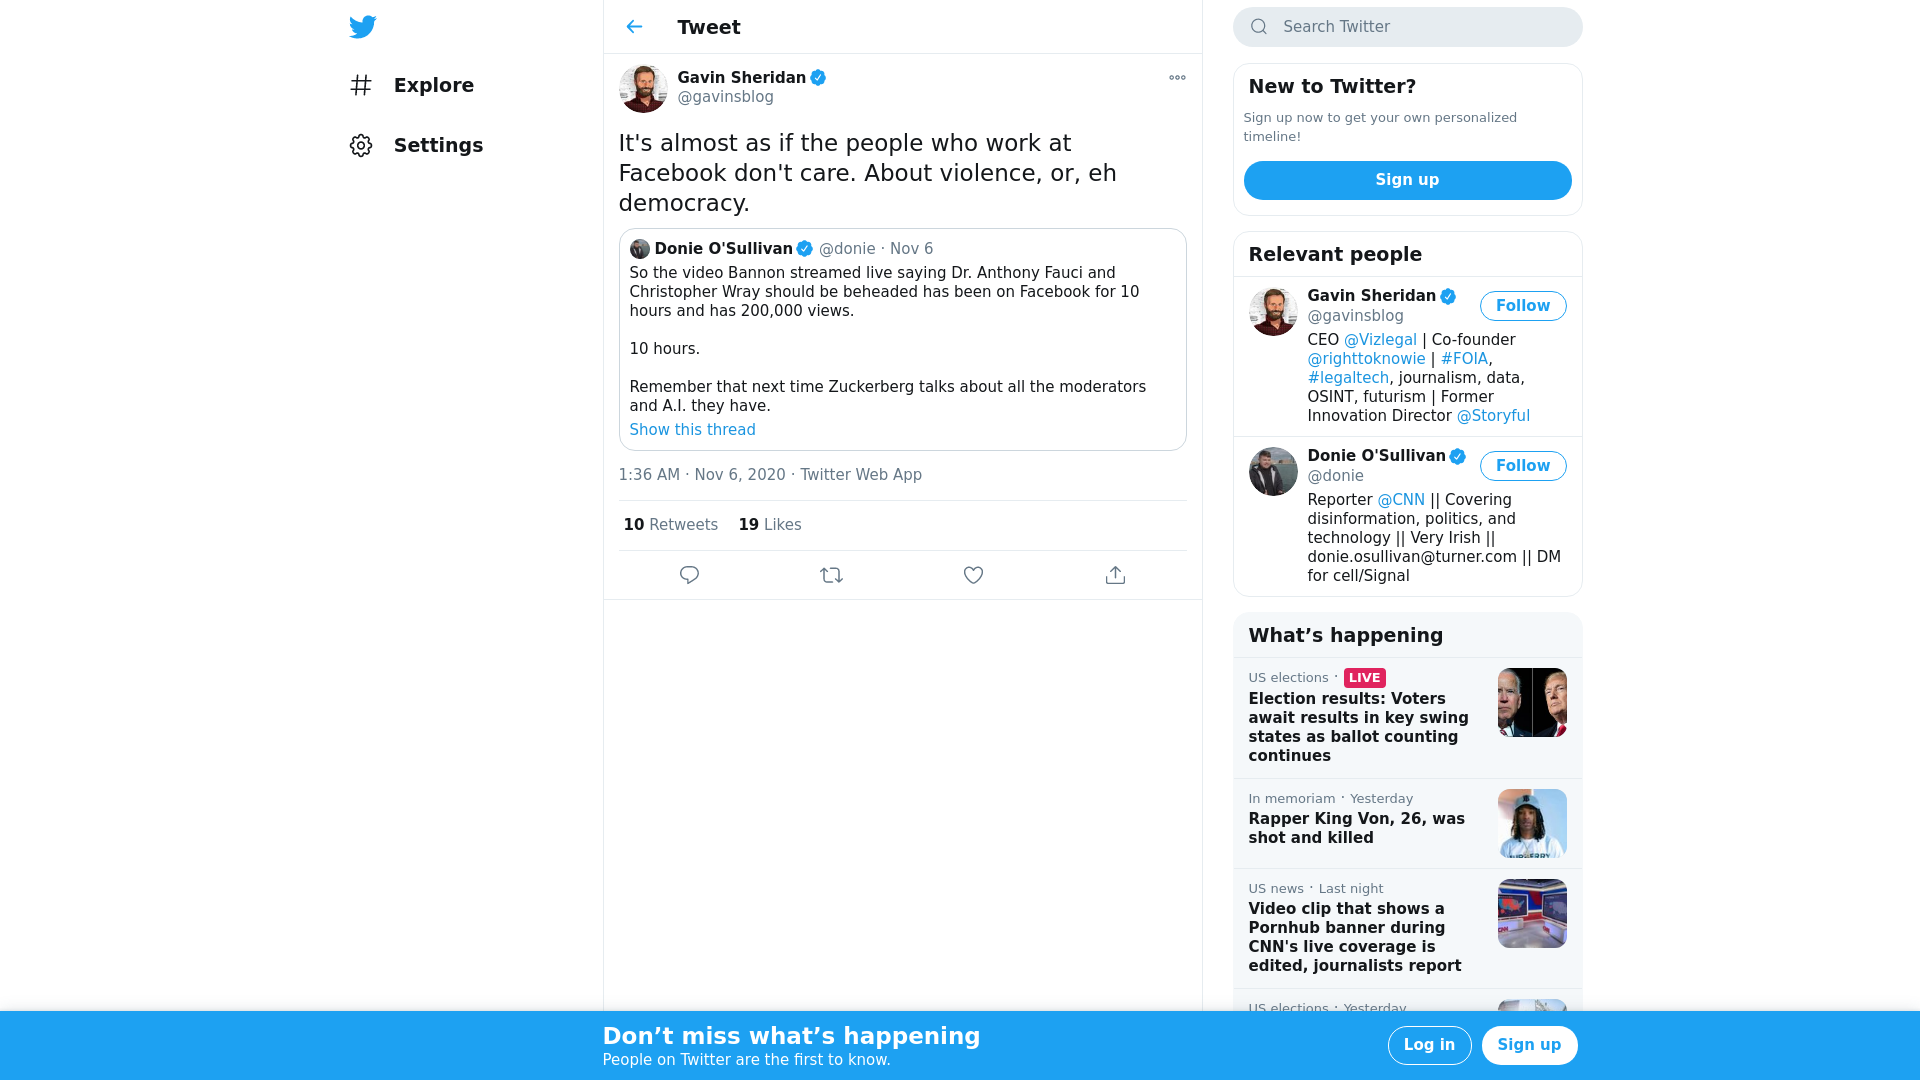 Explore
Settings
Tweet
Gavin Sheridan
@gavinsblog
It's almost as if the people who work at
Facebook don't care. About violence, or, eh
democracy.
Donie O'Sullivan @donie · Nov 6
So the video Bannon streamed live saying Dr. Anthony Fauci and
Christopher Wray should be beheaded has been on Facebook for 10
hours and has 200,000 views.
10 hours.
Remember that next time Zuckerberg talks about all the moderators
and A.I. they have.
Show this thread
1:36 AM · Nov 6, 2020 · Twitter Web App
10 Retweets 19 Likes
Search Twitter
New to Twitter?
Sign up now to get your own personalized
timeline!
Sign up
Relevant people
Gavin Sheridan
@gavinsblog
Follow
CEO @Vizlegal | Co-founder
@righttoknowie | #FOIA,
#legaltech, journalism, data,
OSINT, futurism | Former
Innovation Director @Storyful
Donie O'Sullivan
@donie
Follow
Reporter @CNN || Covering
disinformation, politics, and
technology || Very Irish ||
donie.osullivan@turner.com || DM
for cell/Signal
What's happening
US elections · LIVE
Election results: Voters
await results in key swing
states as ballot counting
continues
In memoriam · Yesterday
Rapper King Von, 26, was
shot and killed
US news · Last night
Video clip that shows a
Pornhub banner during
CNN's live coverage is
edited, journalists report
US elections · Yesterday
Don't miss what's happening
People on Twitter are the first to know.
Log in
Sign up